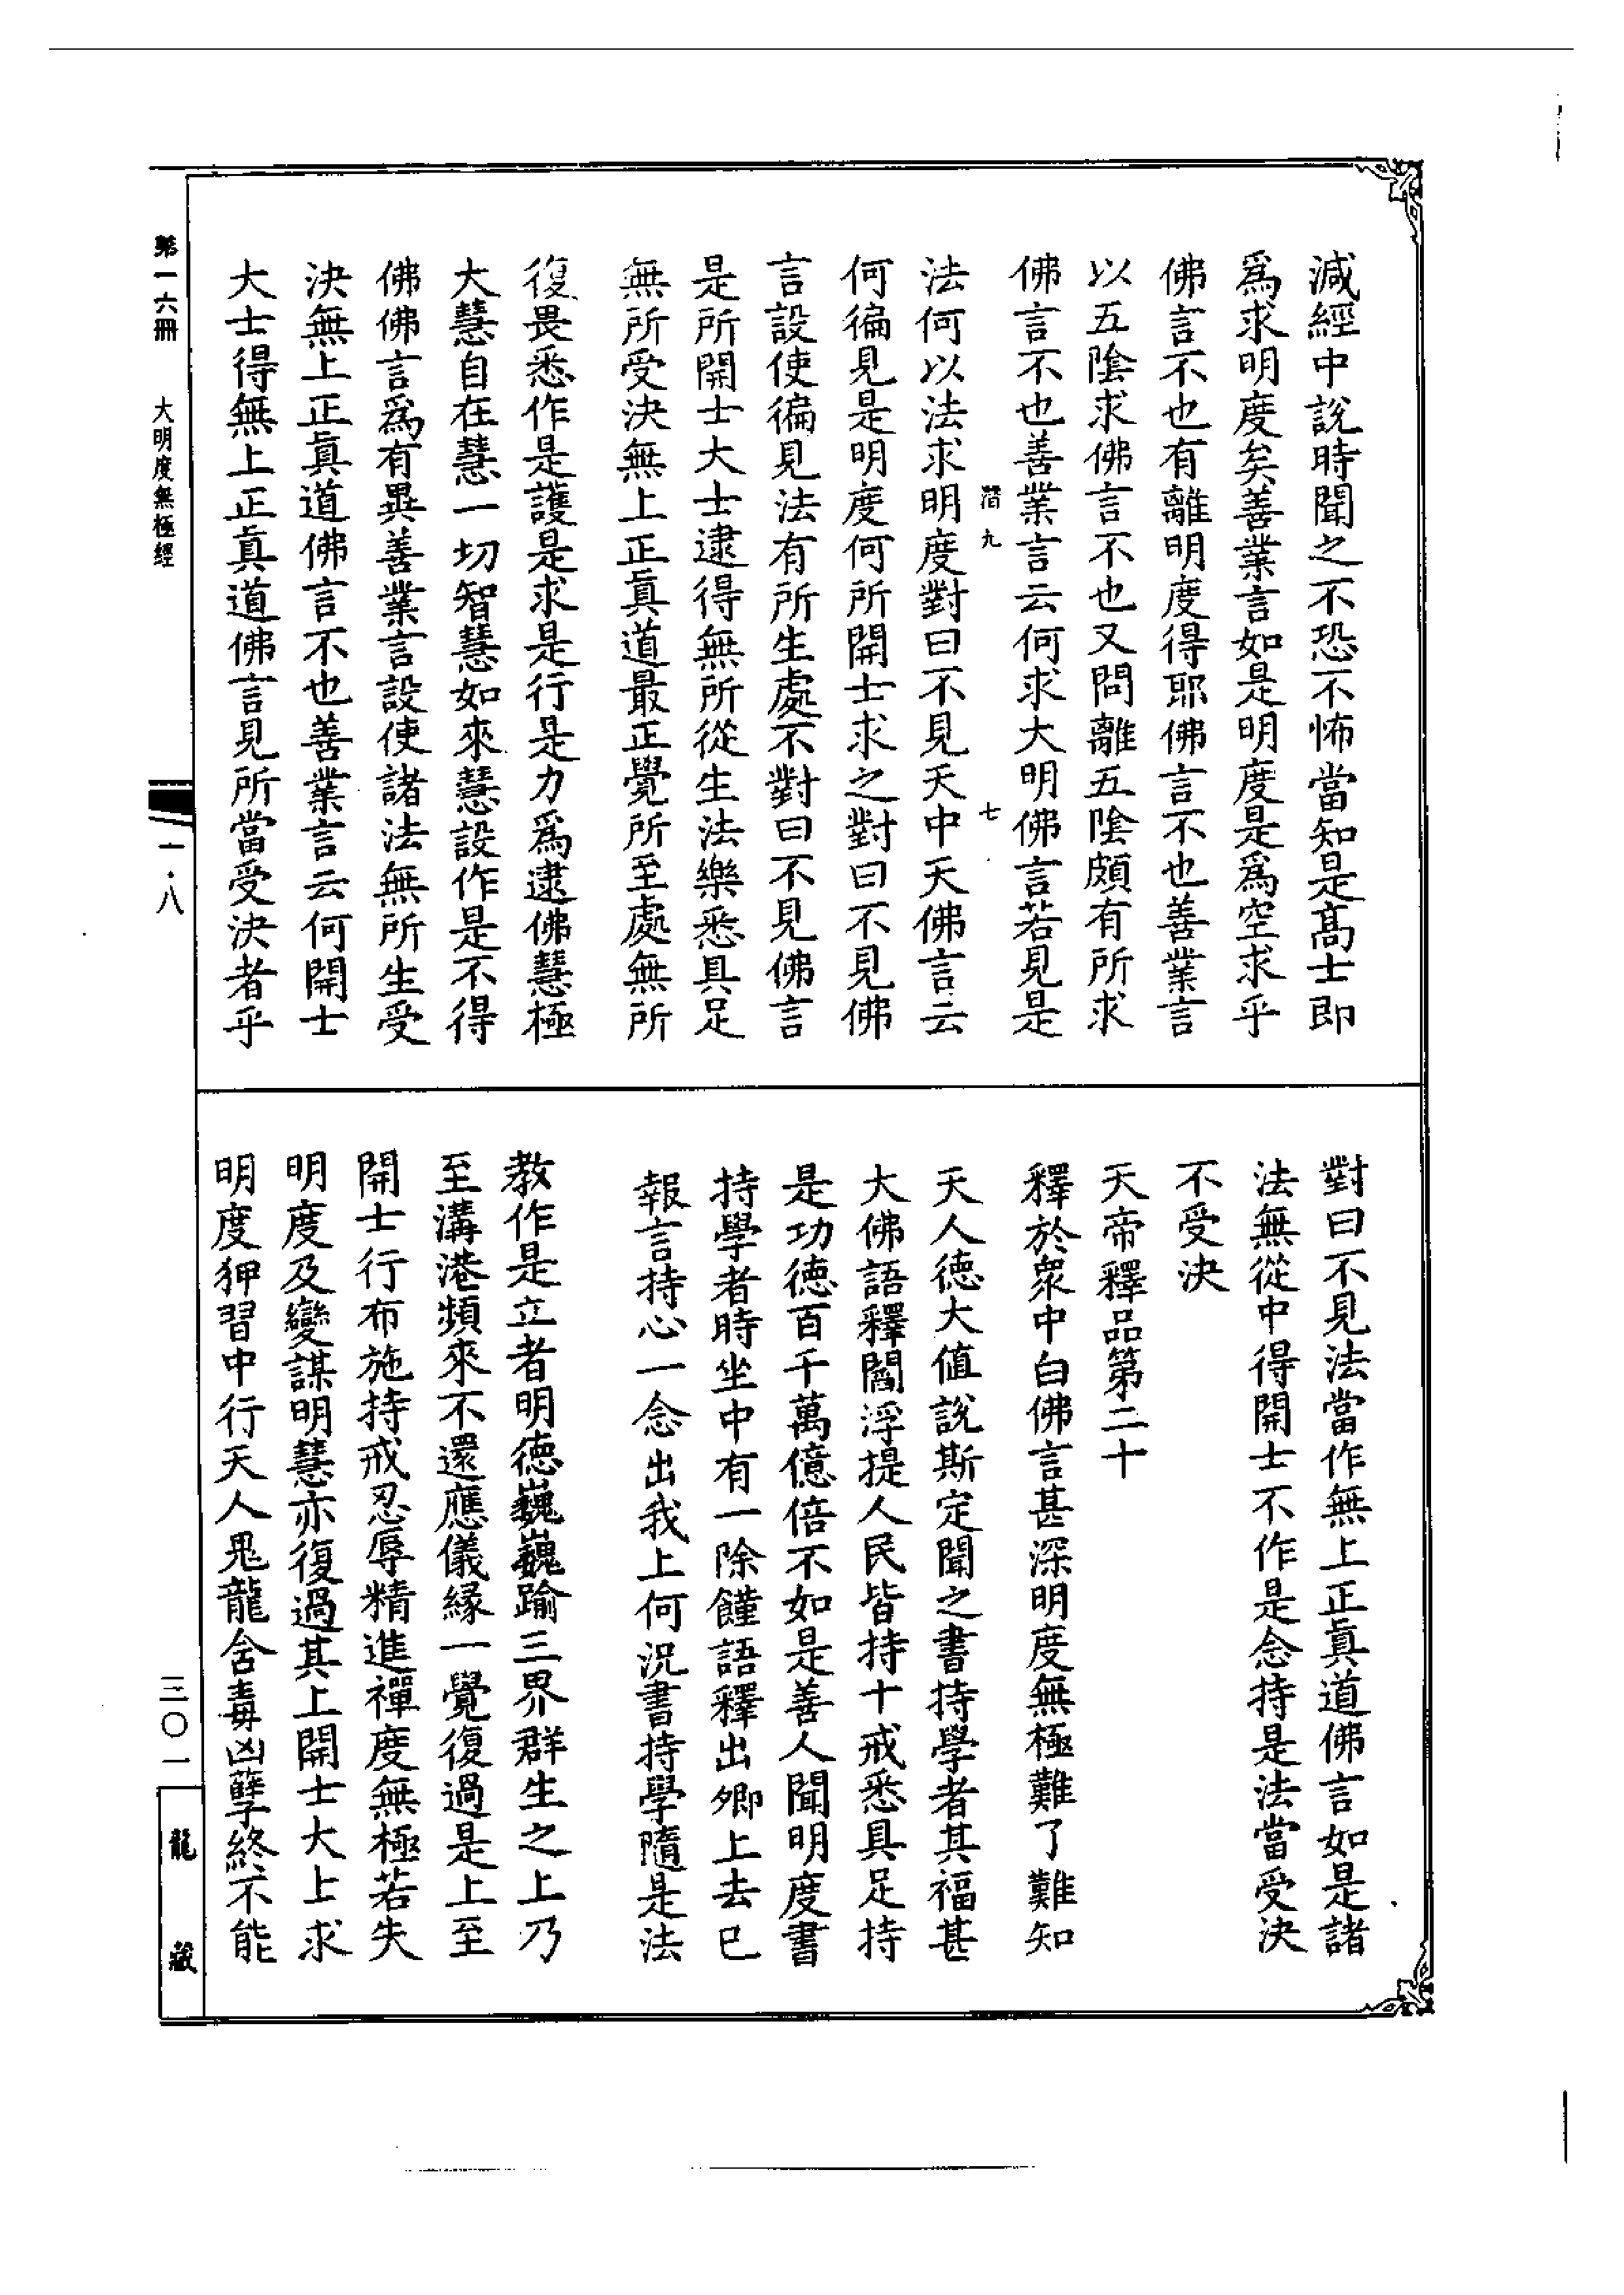 減經中說時聞之不恐不怖當知是高士即
爲求明度矣善業言如是明度是爲空求乎
佛言不也有離明度得耶佛言不也善業言
以五陰求佛言不也又問離五陰頗有所求
佛言不也善業言云何求大明佛言若見是
潛九 七
法何以法求明度對曰不見天中天佛言云
何徧見是明度何所開士求之對曰不見佛
言設使徧見法有所生處不對曰不見佛言
是所開士大士逮得無所從生法樂悉具足
無所受決無上正眞道最正覺所至處無所
復畏悉作是護是求是行是力爲逮佛慧極
大慧自在慧一切智慧如來慧設作是不得
佛佛言爲有異善業言設使諸法無所生受
決無上正眞道佛言不也善業言云何開士
大士得無上正眞道佛言見所當受決者乎
對曰不見法當作無上正眞道佛言如是諸
法無從中得開士不作是念持是法當受決
不受決
天帝釋品第二十
釋於衆中白佛言甚深明度無極難了難知
天人德大值說斯定聞之書持學者其福甚
大佛語釋閻浮提人民皆持十戒悉具足持
是功德百千萬億倍不如是善人聞明度書
持學者時坐中有一除饉語釋出卿上去已
報言持心一念出我上何況書持學隨是法
教作是立者明德巍巍踰三界群生之上乃
至溝港頻來不還應儀緣一覺復過是上至
開士行布施持戒忍辱精進禪度無極若失
明度及變謀明慧亦復過其上開士大上求
明度狎習中行天人鬼龍含毒凶孽終不能
第一六冊 大明度無極經 一·八 三〇一 龍藏